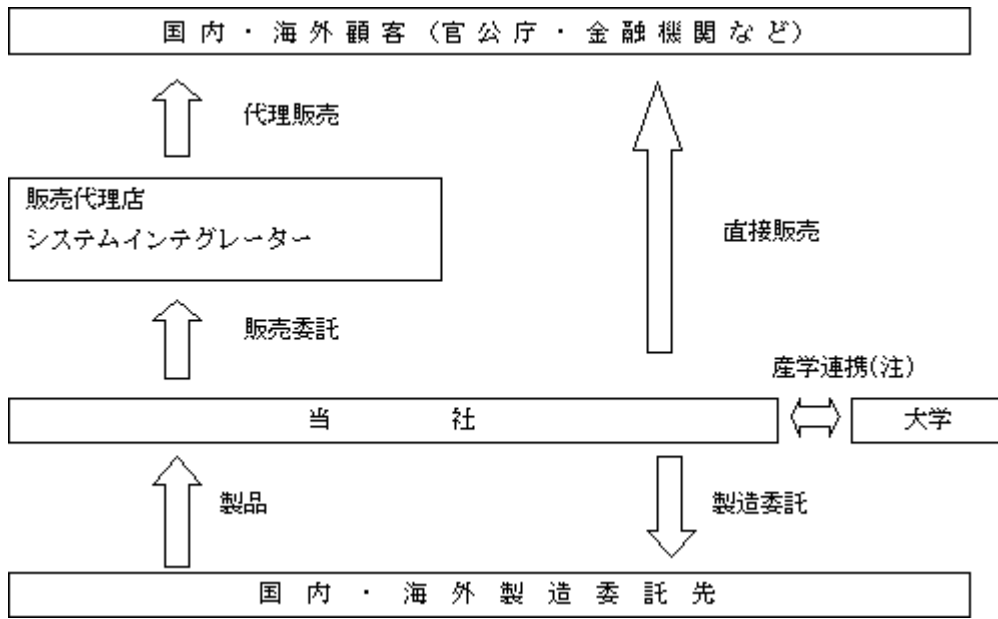 国内・海外顧客（官公庁・金融機関など）
代理販売
販売代理店
システムインテグレーター
直接販売
販売委託
産学連携(注)
当社
大学
製品
製造委託
国内・海外製造委託先